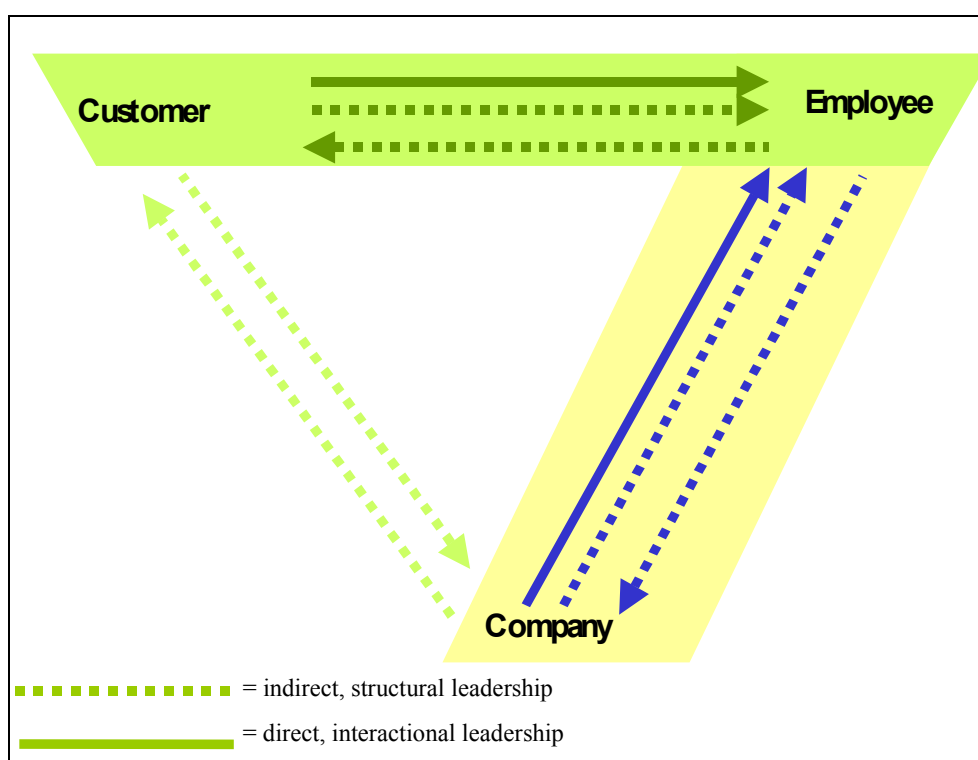 Customer
Employee
Company
= indirect, structural leadership
= direct, interactional leadership